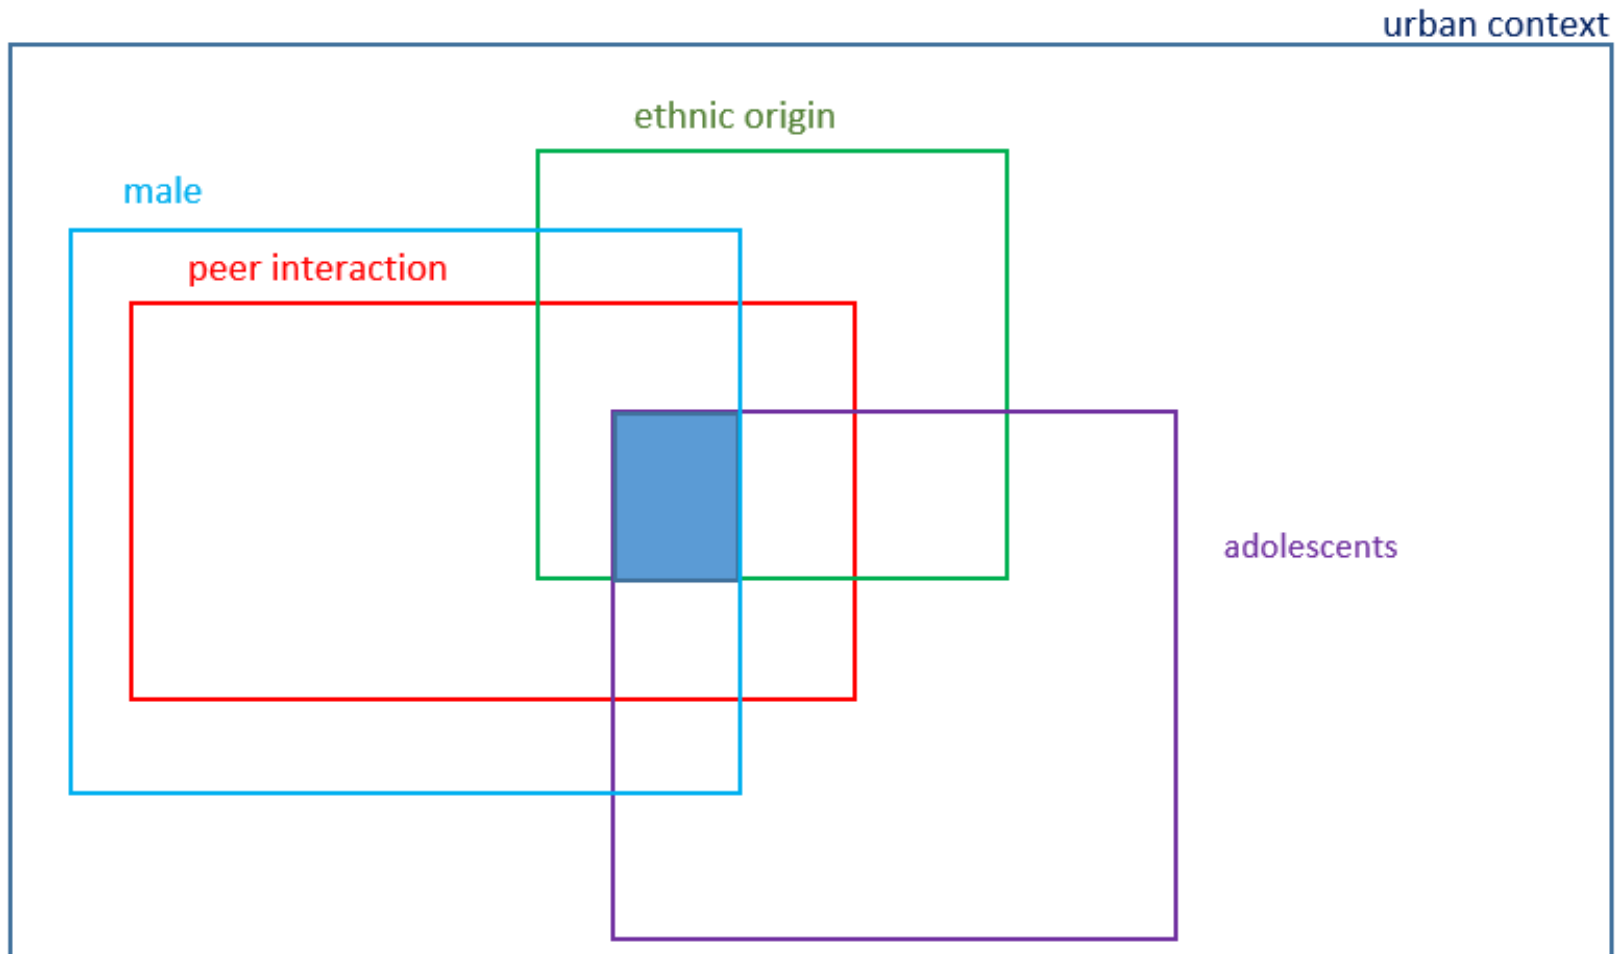 urban context
ethnic origin
male
peer interaction
adolescents